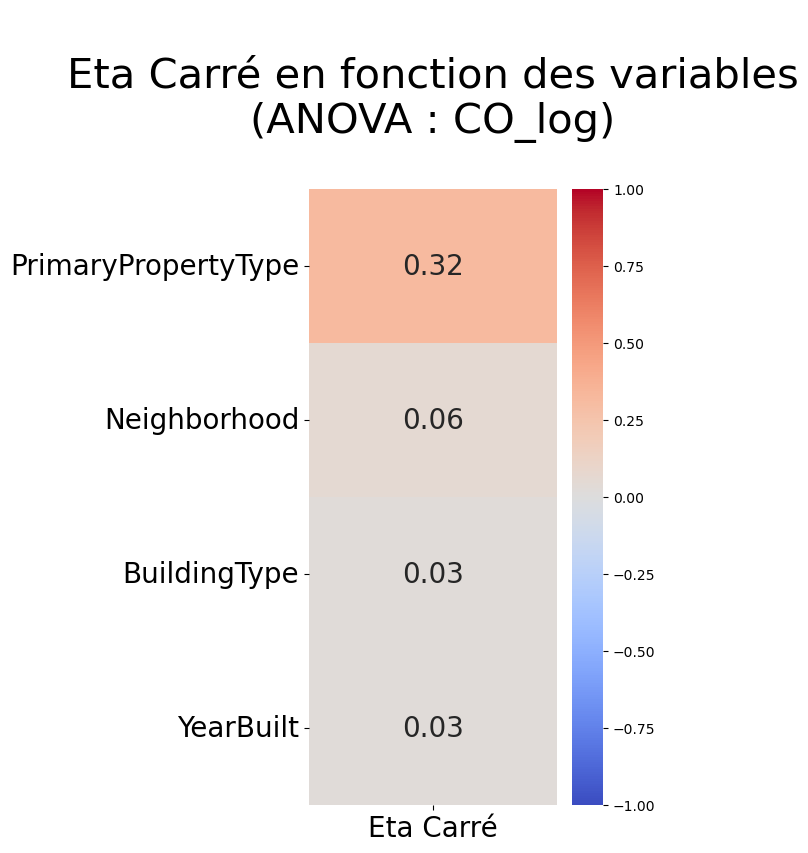 Eta Carré en fonction des variables
(ANOVA : CO_log)
PrimaryPropertyType
0.32
Neighborhood
0.06
BuildingType
0.03
YearBuilt
0.03
Eta Carré
1.00
0.75
0.50
0.25
0.00
−0.25
−0.50
−0.75
−1.00